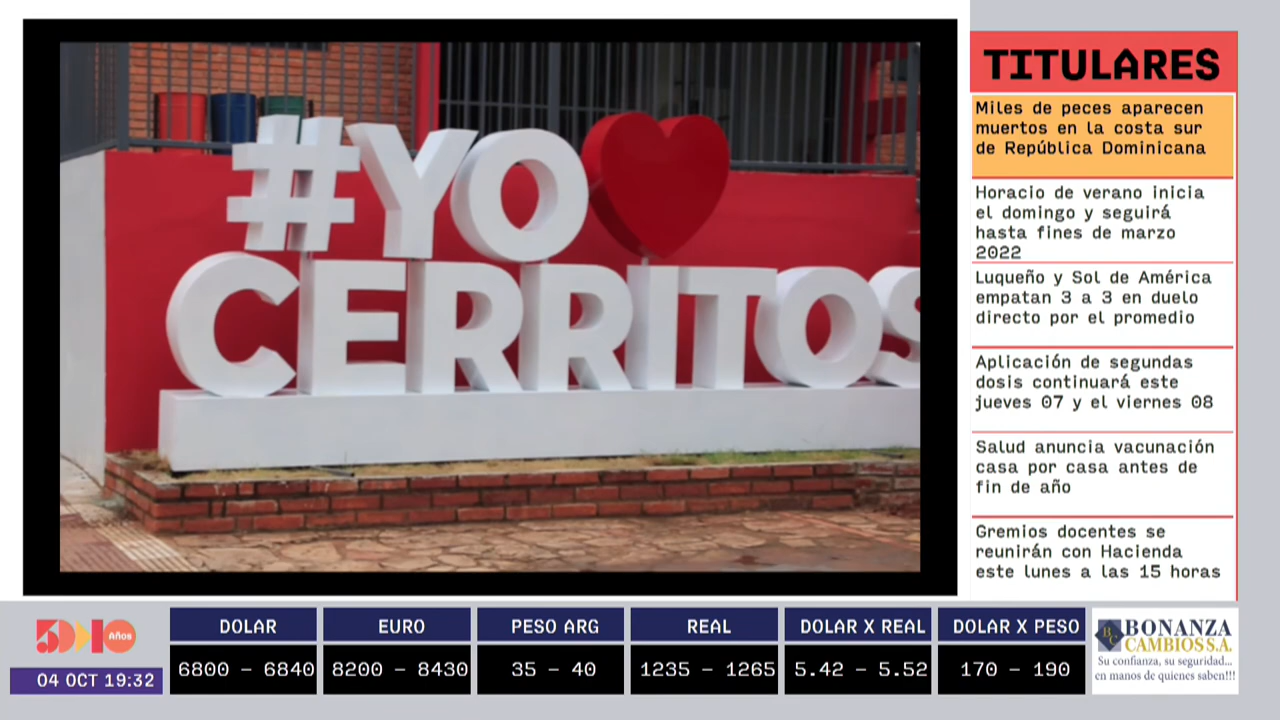 #YO
CERRITOS
TITULARES
Miles de peces aparecen
muertos en la costa sur
de República Dominicana
Horacio de verano inicia
el domingo y seguirá
hasta fines de marzo
2022
Luqueño y Sol de América
empatan 3 a 3 en duelo
directo por el promedio
Aplicación de segundas
dosis continuará este
jueves 07 y el viernes 08
Salud anuncia vacunación
casa por casa antes de
fin de año
Gremios docentes se
reunirán con Hacienda
este lunes a las 15 horas
50 10 Años
04 OCT 19:32
DOLAR
6800 - 6840
EURO
8200 - 8430
PESO ARG
35 - 40
REAL
1235 - 1265
DOLAR X REAL
5.42 - 5.52
DOLAR X PESO
170 - 190
BC
BONANZA
CAMBIOS S.A.
Su confianza, su seguridad...
en manos de quienes saben!!!